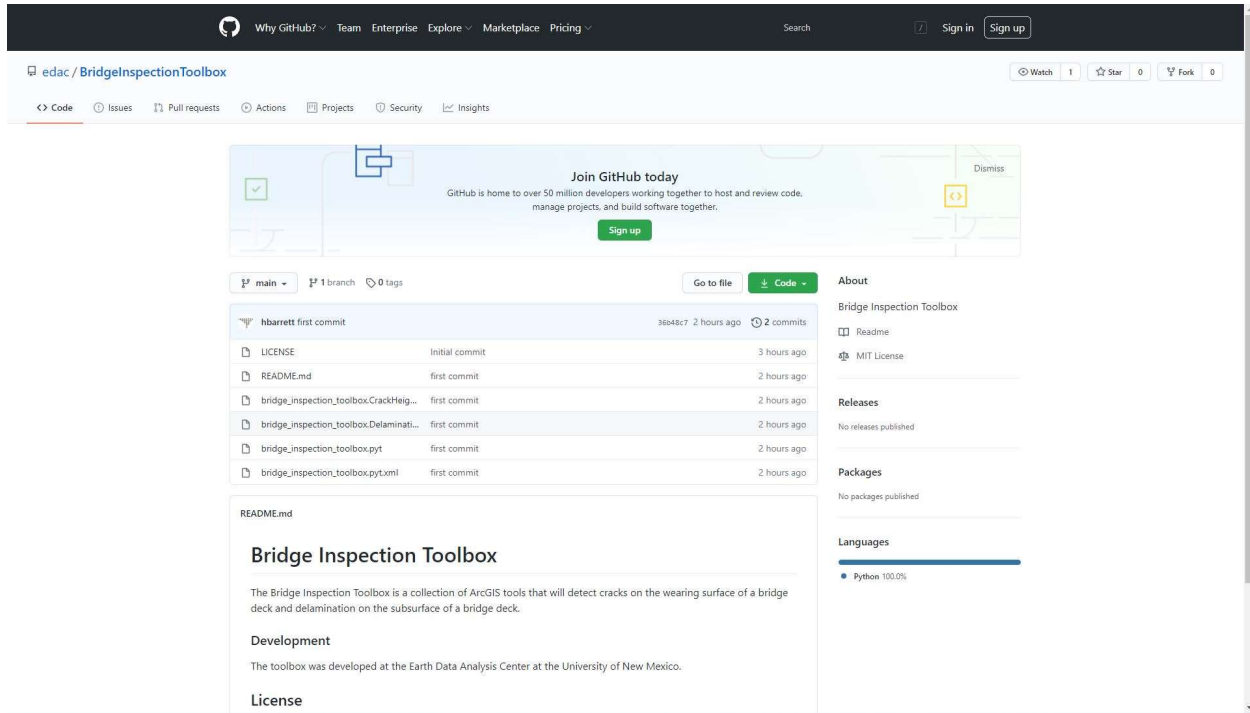 Why GitHub? Team Enterprise Explore Marketplace Pricing Search / Sign in Sign up
edac / BridgeInspectionToolbox Watch 1 Star 0 Fork 0
Code Issues Pull requests Actions Projects Security Insights
Join GitHub today
Dismiss
GitHub is home to over 50 million developers working together to host and review code,
manage projects, and build software together.
Sign up
main 1 branch 0 tags Go to file Code
hbarrett first commit 36b48c7 2 hours ago 2 commits
LICENSE Initial commit 3 hours ago
README.md first commit 2 hours ago
bridge_inspection_toolbox.CrackHeig... first commit 2 hours ago
bridge_inspection_toolbox.Delaminati... first commit 2 hours ago
bridge_inspection_toolbox.pyt first commit 2 hours ago
bridge_inspection_toolbox.pyt.xml first commit 2 hours ago
README.md
Bridge Inspection Toolbox
The Bridge Inspection Toolbox is a collection of ArcGIS tools that will detect cracks on the wearing surface of a bridge
deck and delamination on the subsurface of a bridge deck.
Development
The toolbox was developed at the Earth Data Analysis Center at the University of New Mexico.
License
About
Bridge Inspection Toolbox
Readme
MIT License
Releases
No releases published
Packages
No packages published
Languages
Python 100.0%